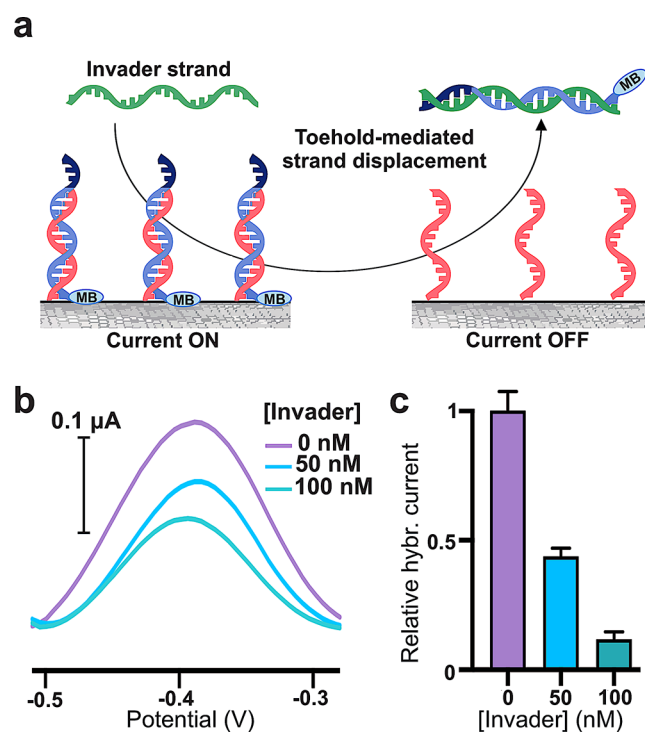 a
Invader strand
MB
Toehold-mediated
strand displacement
MB
MB
MB
Current ON
Current OFF
b
[Invader]
0.1 µA
0 nM
50 nM
100 nM
-0.5
-0.4
-0.3
Potential (V)
c
Relative hybr. current
1
0.5
0
0
50
100
[Invader] (nM)